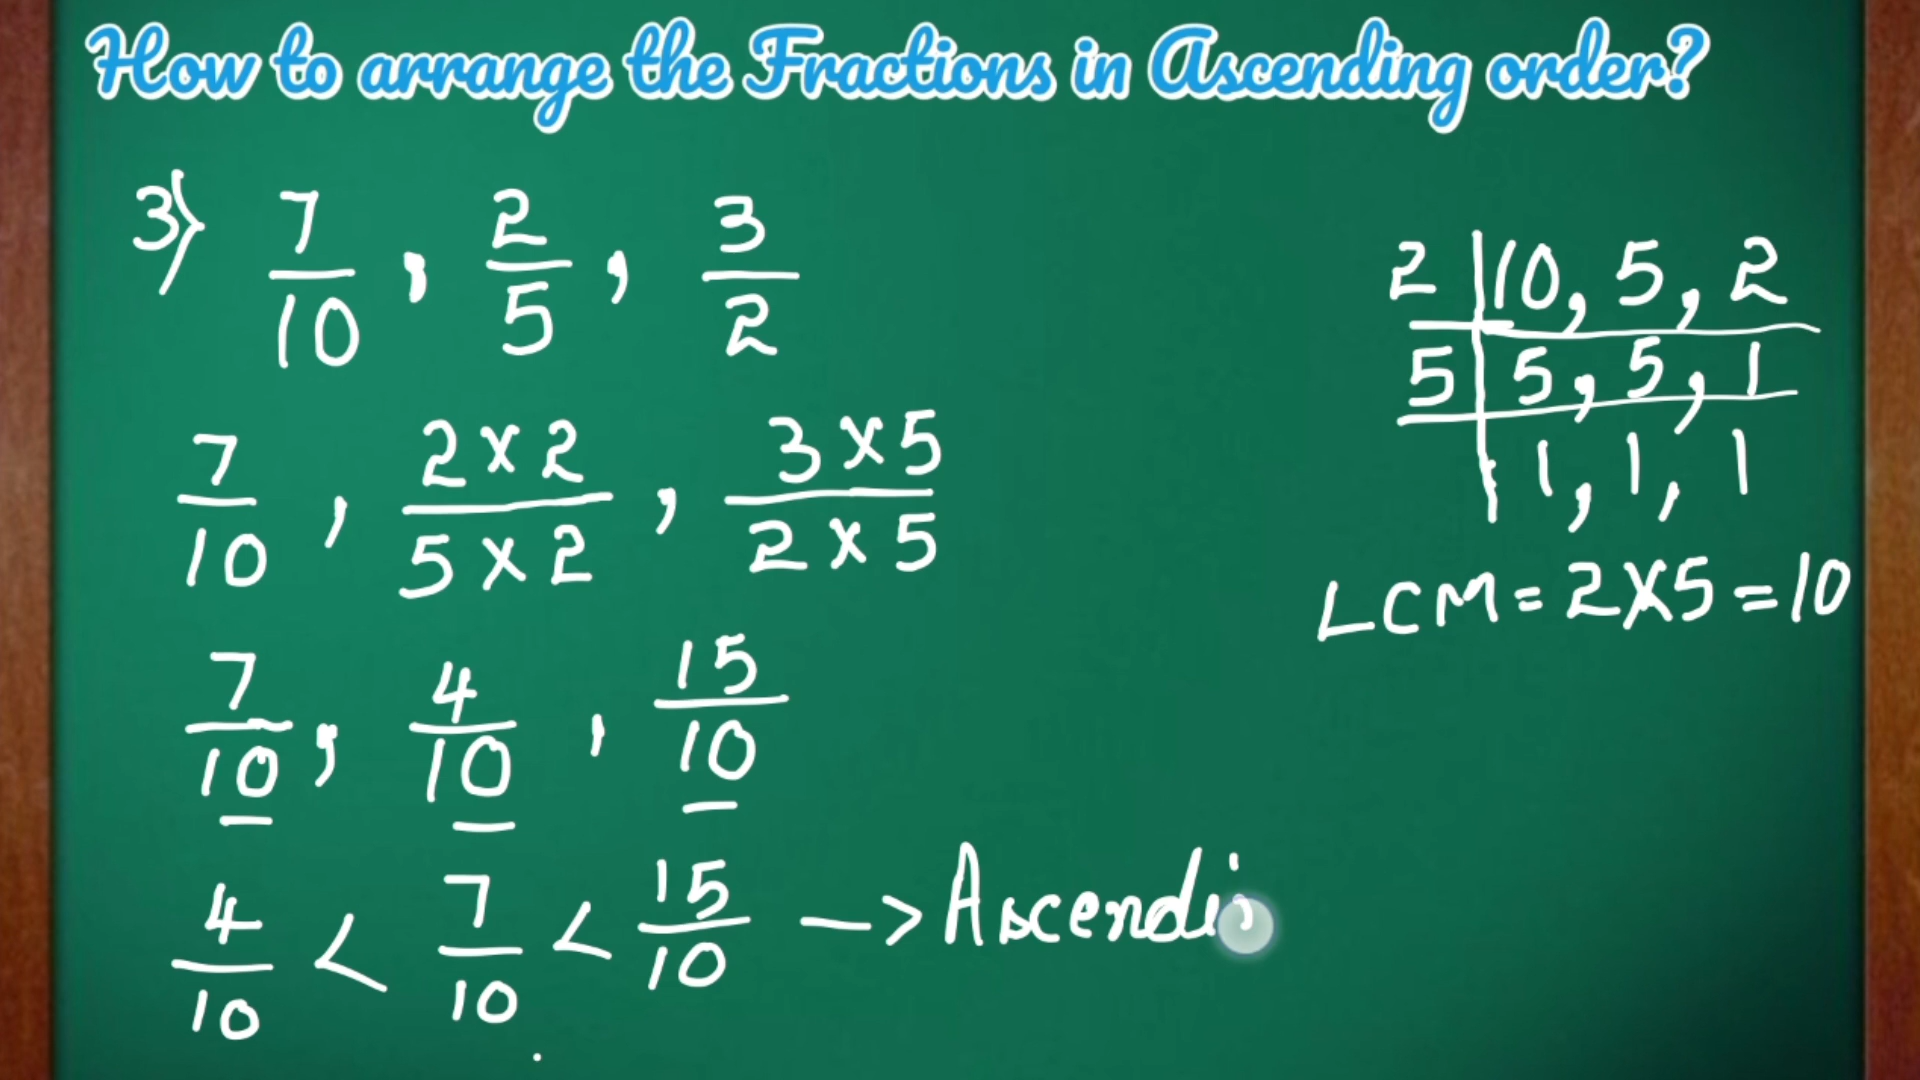 How to arrange the Fractions in Ascending order?
3) 7/10 , 2/5 , 3/2
7/10 , 2×2/5×2 , 3×5/2×5
7/10 , 4/10 , 15/10
4/10 < 7/10 < 15/10 –> Ascendi
2 | 10, 5, 2
5 | 5, 5, 1
1, 1, 1
LCM = 2×5 = 10